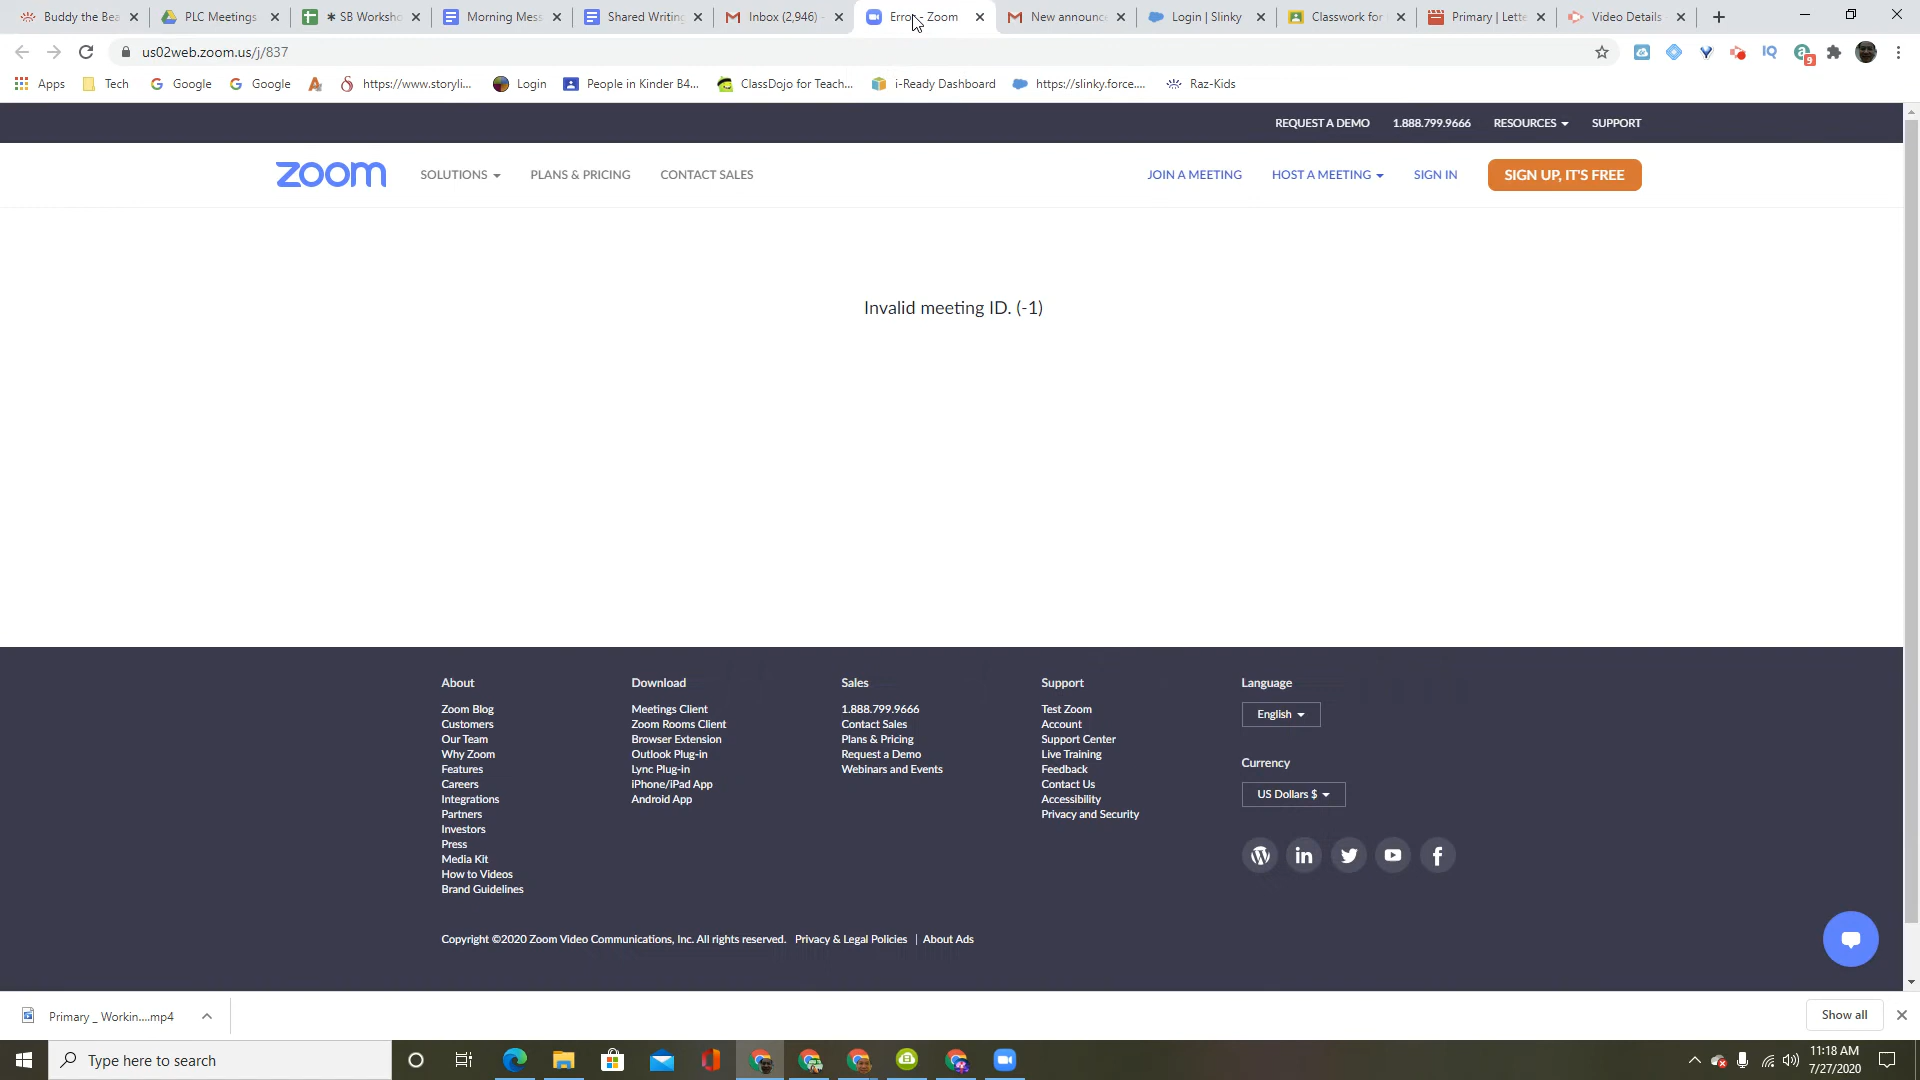 Buddy the Bea
PLC Meetings
* SB Worksho
Morning Mess
Shared Writing
Inbox (2,946)
Error - Zoom
New announc
Login | Slinky
Classwork for
Primary | Lette
Video Details
us02web.zoom.us/j/837
Apps
Tech
Google
Google
https://www.storyli...
Login
People in Kinder B4...
ClassDojo for Teach...
i-Ready Dashboard
https://slinky.force....
Raz-Kids
REQUEST A DEMO 1.888.799.9666 RESOURCES SUPPORT
zoom SOLUTIONS PLANS & PRICING CONTACT SALES JOIN A MEETING HOST A MEETING SIGN IN SIGN UP, IT'S FREE
Invalid meeting ID. (-1)
About
Zoom Blog
Customers
Our Team
Why Zoom
Features
Careers
Integrations
Partners
Investors
Press
Media Kit
How to Videos
Brand Guidelines
Download
Meetings Client
Zoom Rooms Client
Browser Extension
Outlook Plug-in
Lync Plug-in
iPhone/iPad App
Android App
Sales
1.888.799.9666
Contact Sales
Plans & Pricing
Request a Demo
Webinars and Events
Support
Test Zoom
Account
Support Center
Live Training
Feedback
Contact Us
Accessibility
Privacy and Security
Language
English
Currency
US Dollars $
Copyright ©2020 Zoom Video Communications, Inc. All rights reserved. Privacy & Legal Policies | About Ads
Primary _ Workin....mp4
Show all
Type here to search
11:18 AM
7/27/2020